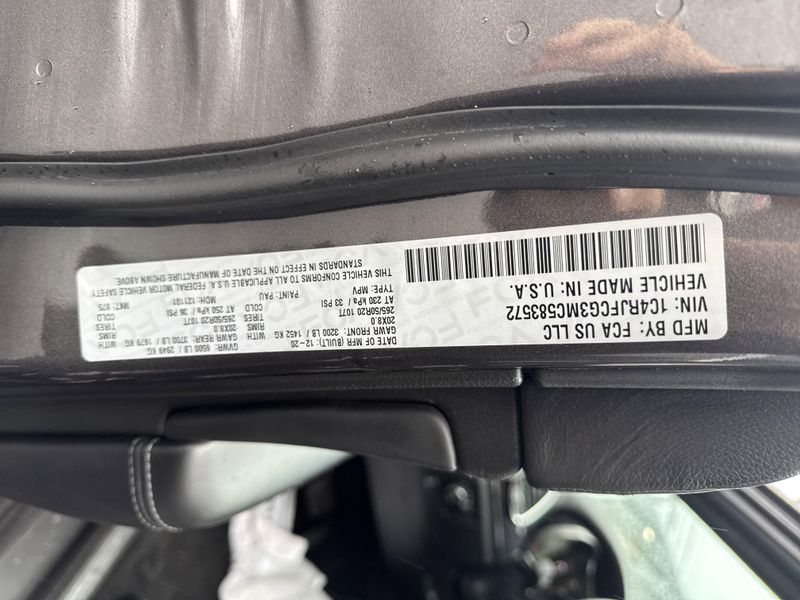 MFD BY: FCA US LLC
VIN: 1C4RJFCG3MC583572
VEHICLE MADE IN: U.S.A.
DATE OF MFR (BUILT): 12-20
GVWR: 6500 LB / 2949 KG
GAWR FRONT: 3200 LB / 1452 KG
GAWR REAR: 3700 LB / 1679 KG
20X8.0 RIMS 20X8.0 WITH
265/50R20 107T TIRES 265/50R20 107T
AT 230 kPa / 33 PSI COLD AT 250 kPa / 36 PSI
TYPE: MPV PAINT: PAU MDH: 12110 MKT: 875
THIS VEHICLE CONFORMS TO ALL APPLICABLE U.S.A. FEDERAL MOTOR VEHICLE SAFETY
STANDARDS IN EFFECT ON THE DATE OF MANUFACTURE SHOWN ABOVE